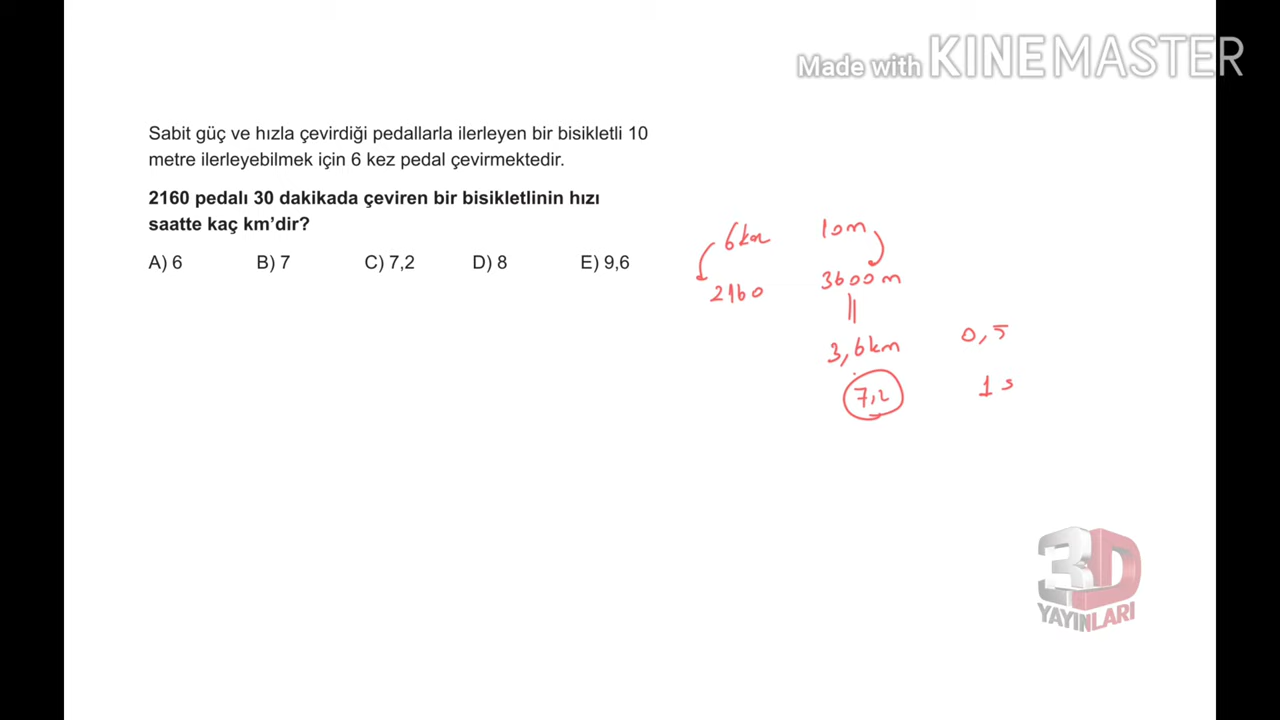 Made with KINEMASTER
Sabit güç ve hızla çevirdiği pedallarla ilerleyen bir bisikletli 10
metre ilerleyebilmek için 6 kez pedal çevirmektedir.
2160 pedalı 30 dakikada çeviren bir bisikletlinin hızı
saatte kaç km'dir?
A) 6 B) 7 C) 7,2 D) 8 E) 9,6
6 10m
2160 3600m
3,6km 0,5
7,2 1 s
3D
YAYINLARI